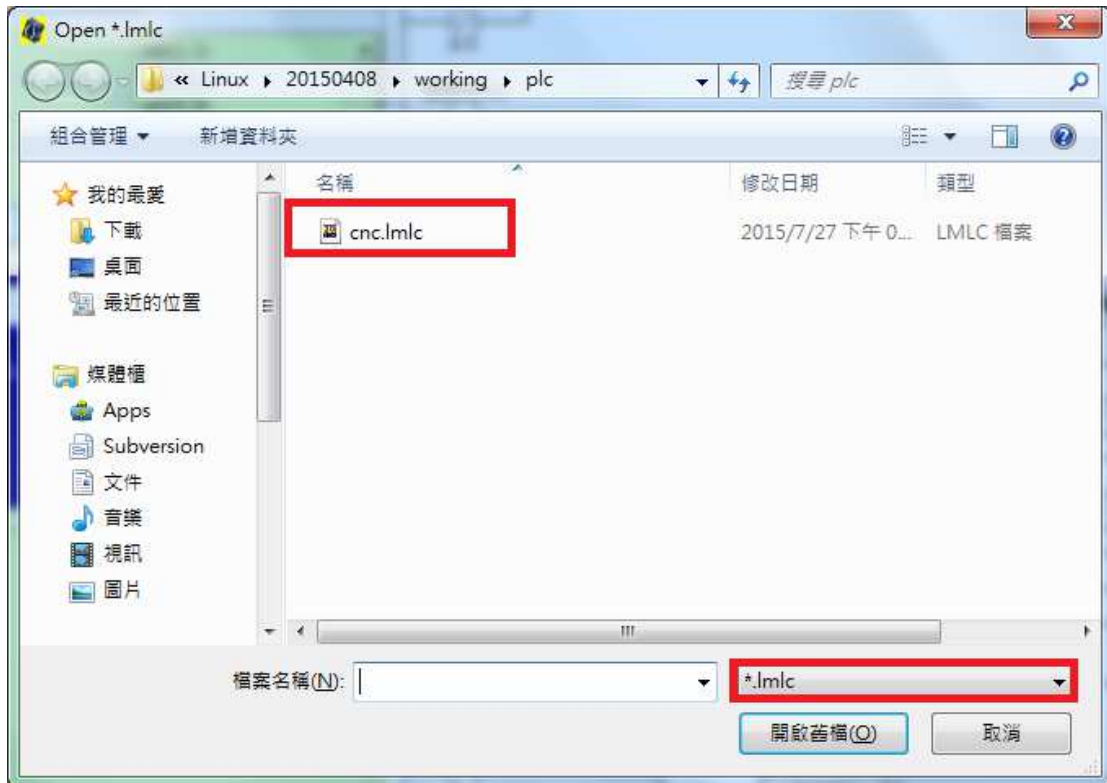 Open *.lmlc
« Linux ▸ 20150408 ▸ working ▸ plc
搜尋 plc
組合管理
新增資料夾
我的最愛
下載
桌面
最近的位置
媒體櫃
Apps
Subversion
文件
音樂
視訊
圖片
名稱 修改日期 類型
cnc.lmlc 2015/7/27 下午 0... LMLC 檔案
檔案名稱(N):
*.lmlc
開啟舊檔(O) 取消